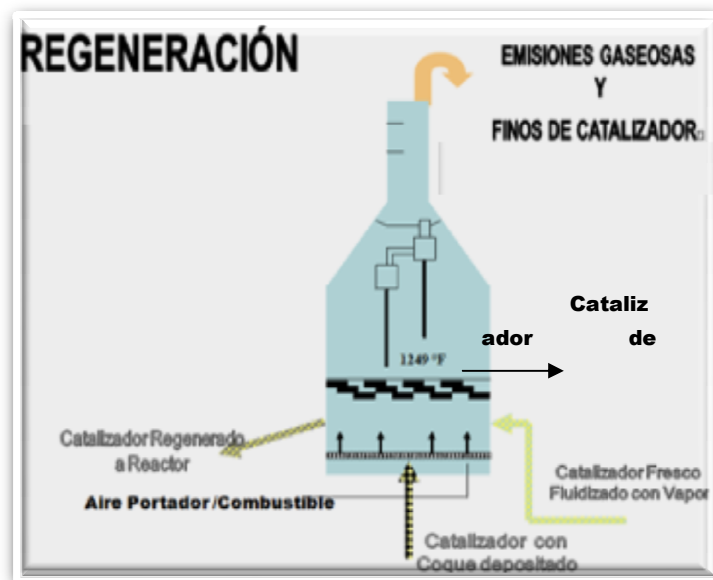 REGENERACIÓN
EMISIONES GASEOSAS
Y
FINOS DE CATALIZADOR
Cataliz
ador de
1249 °F
Catalizador Regenerado
a Reactor
Aire Portador/Combustible
Catalizador Fresco
Fluidizado con Vapor
Catalizador con
Coque depositado